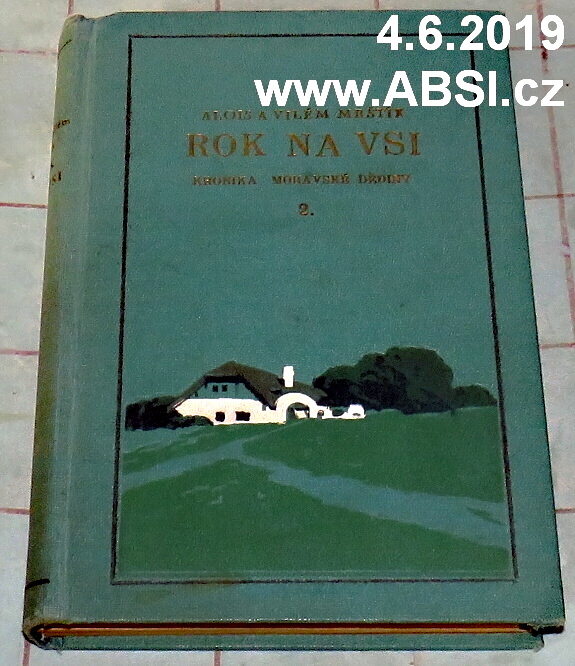 4.6.2019
www.ABSI.cz
ALOIS A VILÉM MRŠTÍK
ROK NA VSI
KRONIKA MORAVSKÉ DĚDINY
2.